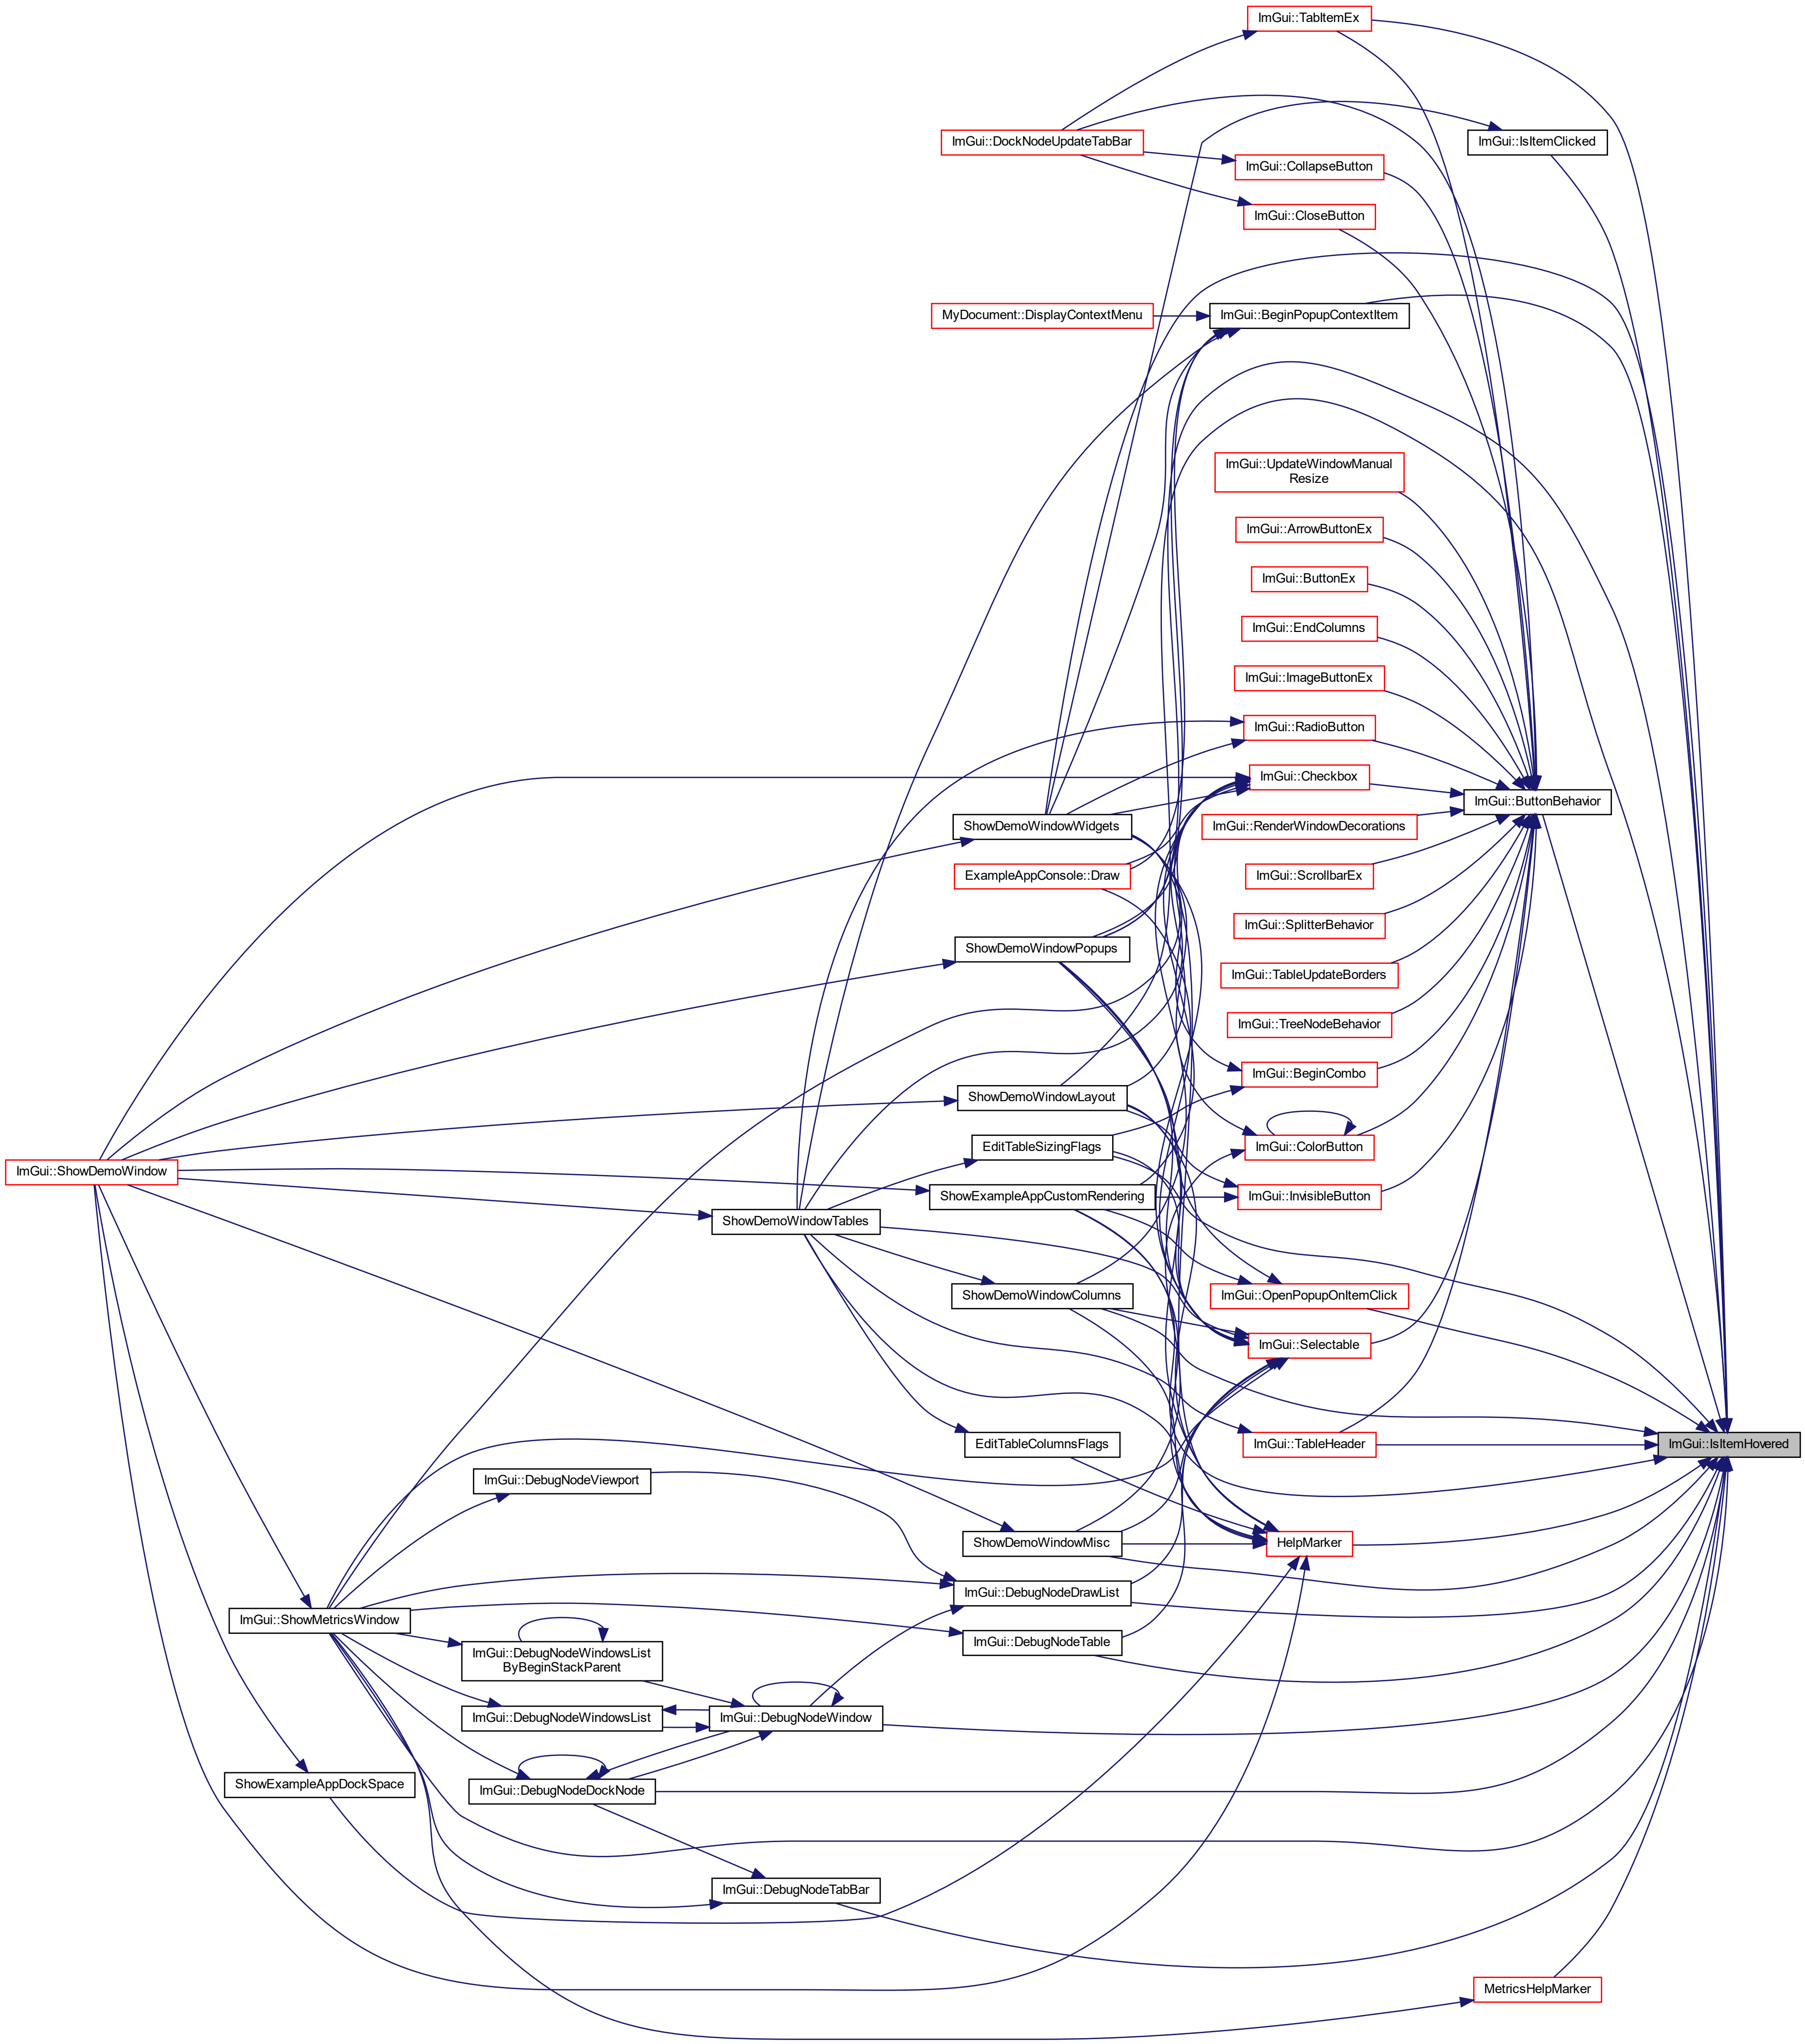 ImGui::TabItemEx
ImGui::DockNodeUpdateTabBar
ImGui::IsItemClicked
ImGui::CollapseButton
ImGui::CloseButton
MyDocument::DisplayContextMenu
ImGui::BeginPopupContextItem
ImGui::UpdateWindowManual
Resize
ImGui::ArrowButtonEx
ImGui::ButtonEx
ImGui::EndColumns
ImGui::ImageButtonEx
ImGui::RadioButton
ImGui::Checkbox
ImGui::ButtonBehavior
ShowDemoWindowWidgets
ImGui::RenderWindowDecorations
ExampleAppConsole::Draw
ImGui::ScrollbarEx
ImGui::SplitterBehavior
ShowDemoWindowPopups
ImGui::TableUpdateBorders
ImGui::TreeNodeBehavior
ImGui::BeginCombo
ShowDemoWindowLayout
EditTableSizingFlags
ImGui::ColorButton
ImGui::ShowDemoWindow
ShowExampleAppCustomRendering
ImGui::InvisibleButton
ShowDemoWindowTables
ShowDemoWindowColumns
ImGui::OpenPopupOnItemClick
ImGui::Selectable
EditTableColumnsFlags
ImGui::TableHeader
ImGui::IsItemHovered
ImGui::DebugNodeViewport
ShowDemoWindowMisc
HelpMarker
ImGui::DebugNodeDrawList
ImGui::ShowMetricsWindow
ImGui::DebugNodeTable
ImGui::DebugNodeWindowsList
ByBeginStackParent
ImGui::DebugNodeWindowsList
ImGui::DebugNodeWindow
ShowExampleAppDockSpace
ImGui::DebugNodeDockNode
ImGui::DebugNodeTabBar
MetricsHelpMarker